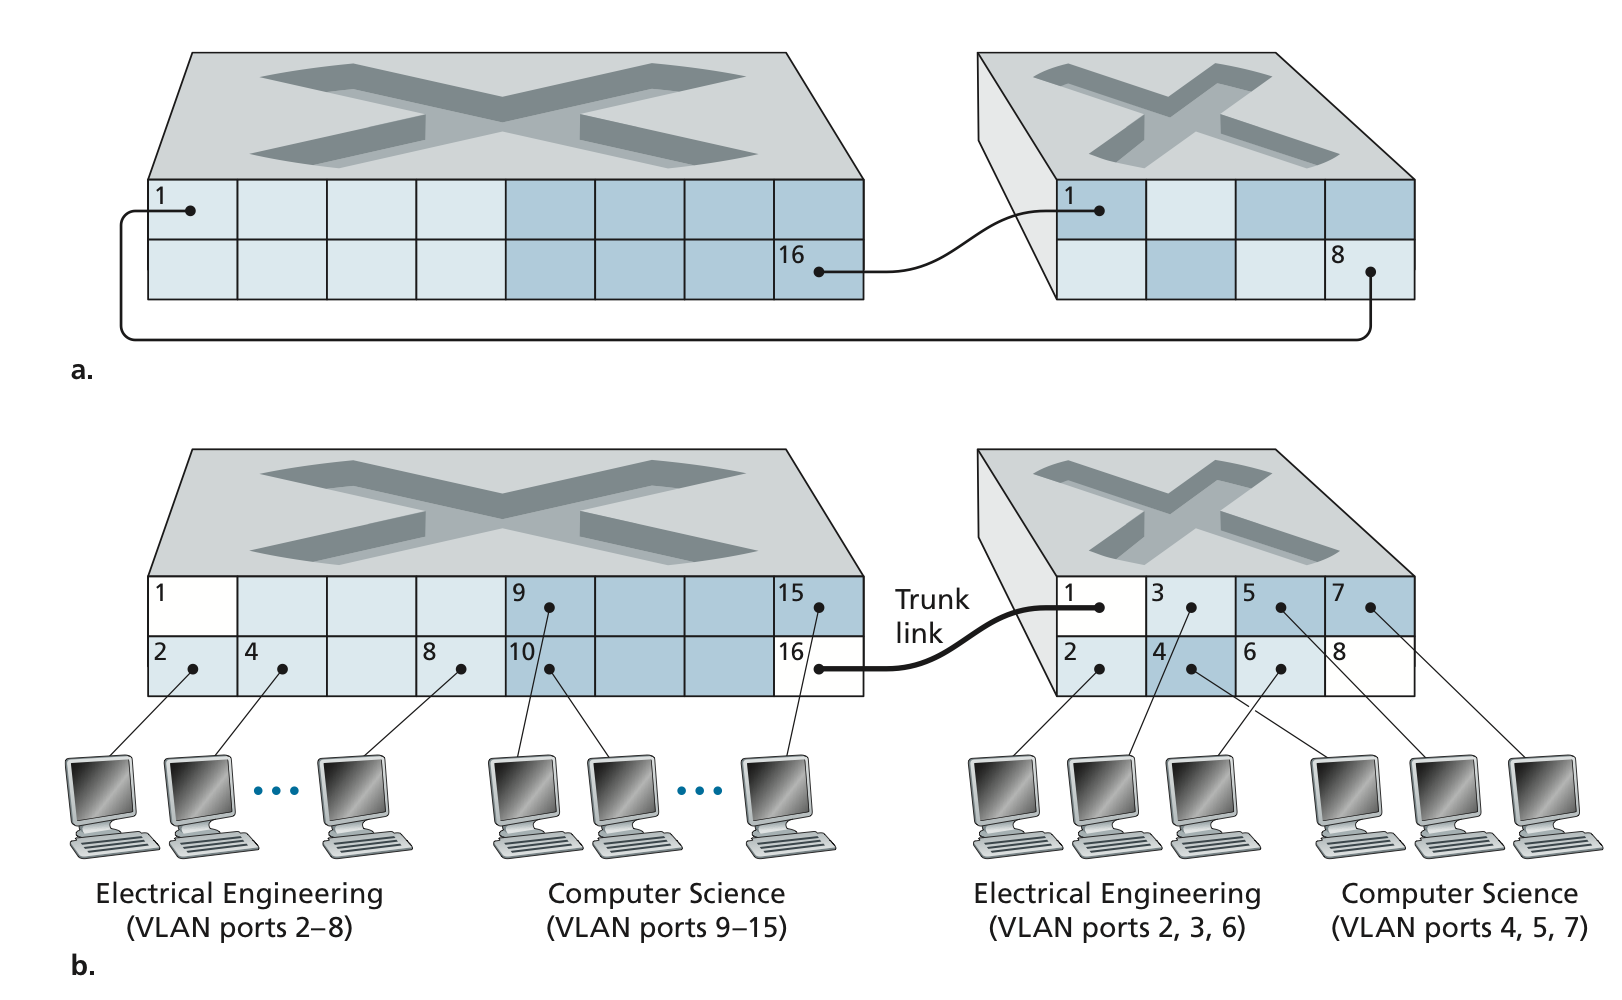 1
16
1
8
a.
1
9
15
2
4
8
10
16
Trunk
link
1
3
5
7
2
4
6
8
Electrical Engineering
(VLAN ports 2–8)
Computer Science
(VLAN ports 9–15)
Electrical Engineering
(VLAN ports 2, 3, 6)
Computer Science
(VLAN ports 4, 5, 7)
b.